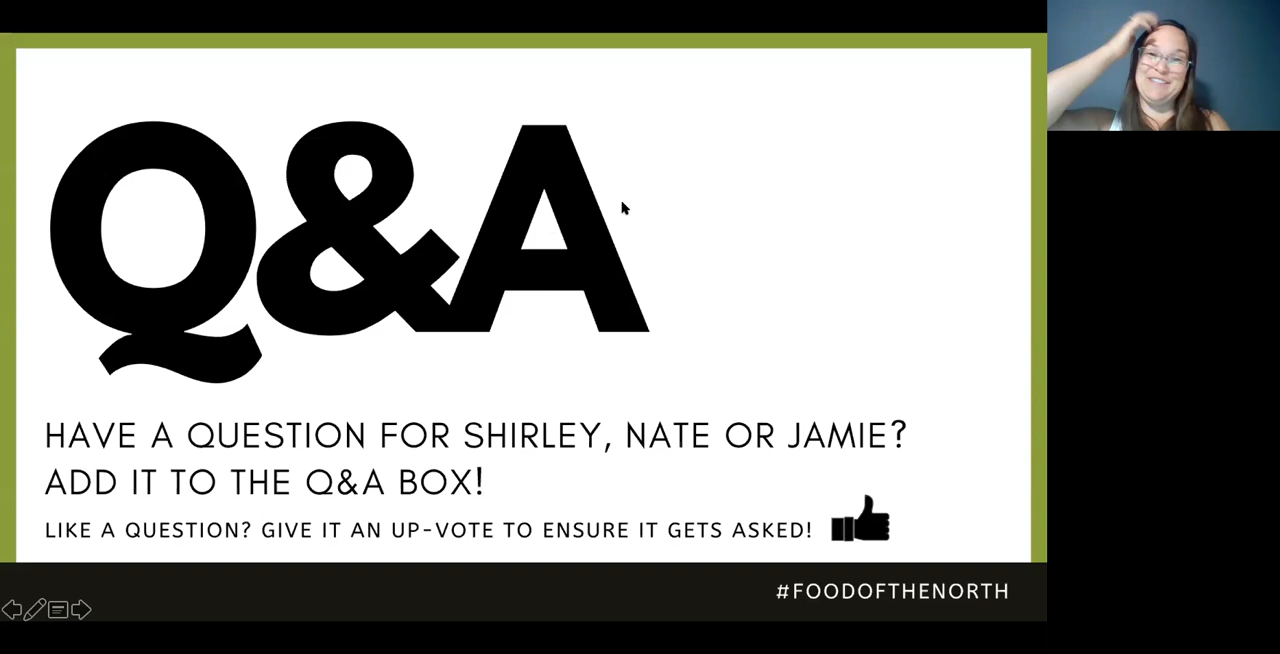 Q&A
HAVE A QUESTION FOR SHIRLEY, NATE OR JAMIE?
ADD IT TO THE Q&A BOX!
LIKE A QUESTION? GIVE IT AN UP-VOTE TO ENSURE IT GETS ASKED!
#FOODOFTHENORTH